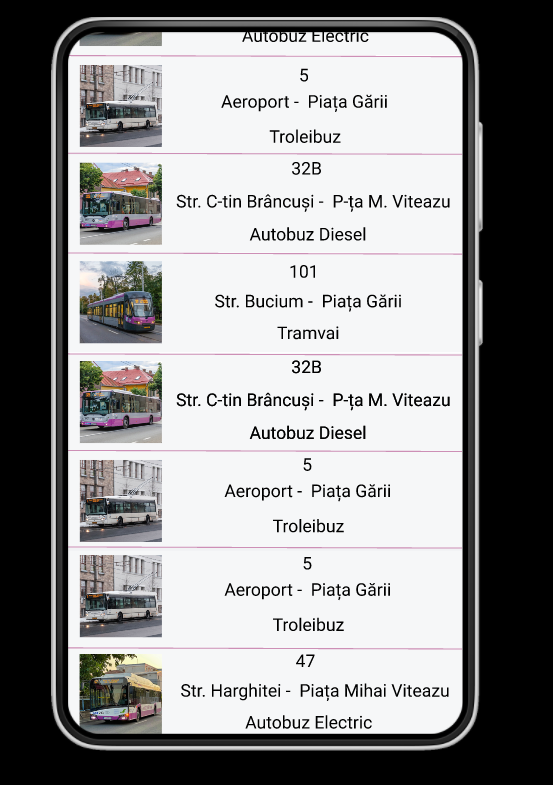 Autobuz Electric
5
Aeroport - Piața Gării
Troleibuz
32B
Str. C-tin Brâncuși - P-ța M. Viteazu
Autobuz Diesel
101
Str. Bucium - Piața Gării
Tramvai
32B
Str. C-tin Brâncuși - P-ța M. Viteazu
Autobuz Diesel
5
Aeroport - Piața Gării
Troleibuz
5
Aeroport - Piața Gării
Troleibuz
47
Str. Harghitei - Piața Mihai Viteazu
Autobuz Electric